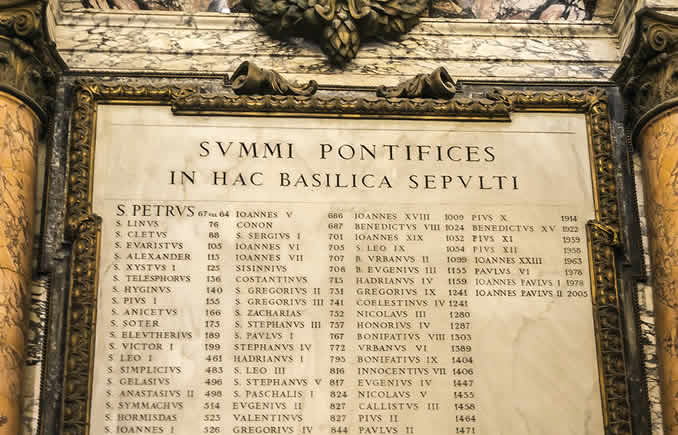 SVMMI PONTIFICES
IN HAC BASILICA SEPVLTI
S. PETRVS 67 vel 64
S. LINVS 76
S. CLETVS 88
S. EVARISTVS 105
S. ALEXANDER 115
S. XYSTVS I 125
S. TELESPHORVS 136
S. HYGINVS 140
S. PIVS I 155
S. ANICETVS 166
S. SOTER 175
S. ELEVTHERIVS 189
S. VICTOR I 199
S. LEO I 461
S. SIMPLICIVS 483
S. GELASIVS 496
S. ANASTASIVS II 498
S. SYMMACHVS 514
S. HORMISDAS 523
S. IOANNES I 526
IOANNES V 686
CONON 687
S. SERGIVS I 701
IOANNES VI 705
IOANNES VII 707
SISINNIVS 708
CONSTANTINVS 715
S. GREGORIVS II 731
S. GREGORIVS III 741
S. ZACHARIAS 752
S. STEPHANVS III 757
S. PAVLVS I 767
STEPHANVS IV 772
HADRIANVS I 795
S. LEO III 816
S. STEPHANVS V 817
S. PASCHALIS I 824
EVGENIVS II 827
VALENTINVS 827
GREGORIVS IV 844
IOANNES XVIII 1009
BENEDICTVS VIII 1024
IOANNES XIX 1032
S. LEO IX 1054
B. VRBANVS II 1099
B. EVGENIVS III 1153
HADRIANVS IV 1159
GREGORIVS IX 1241
COELESTINVS IV 1241
NICOLAVS III 1280
HONORIVS IV 1287
BONIFATIVS VIII 1303
VRBANVS VI 1389
BONIFATIVS IX 1404
INNOCENTIVS VII 1406
EVGENIVS IV 1447
NICOLAVS V 1455
CALLISTVS III 1458
PIVS II 1464
PAVLVS II 1471
PIVS X 1914
BENEDICTVS XV 1922
PIVS XI 1939
PIVS XII 1958
IOANNES XXIII 1963
PAVLVS VI 1978
IOANNES PAVLVS I 1978
IOANNES PAVLVS II 2005